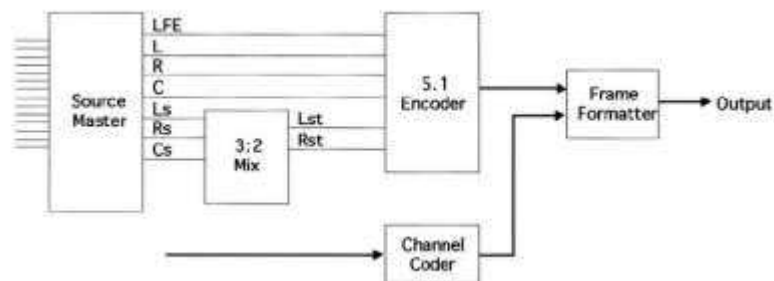 LFE
L
R
C
Ls
Rs
Cs
Source
Master
3:2
Mix
Lst
Rst
5.1
Encoder
Frame
Formatter
Output
Channel
Coder